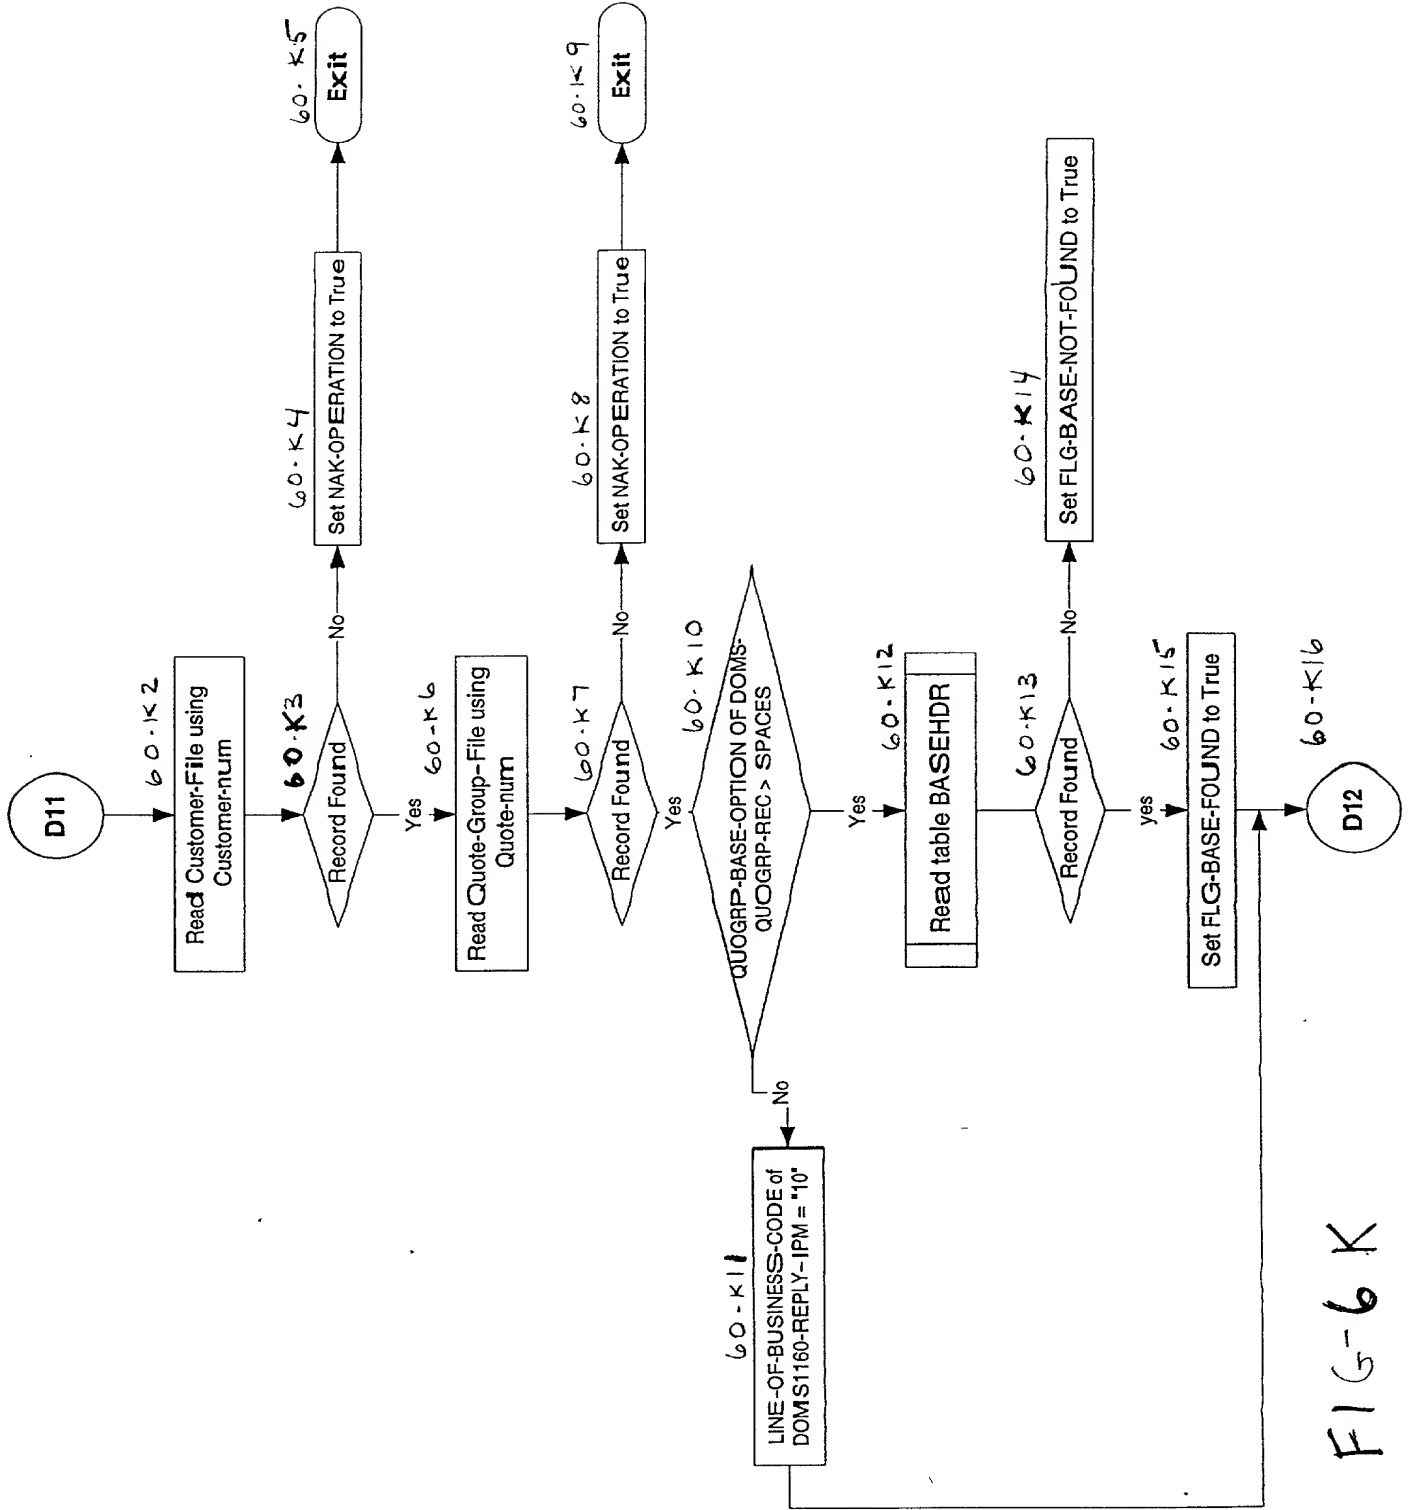 D11
60-K2
Read Customer-File using
Customer-num
60-K3
Record Found
No
60-K4
Set NAK-OPERATION to True
60-K5
Exit
Yes
60-K6
Read Quote-Group-File using
Quote-num
60-K7
Record Found
No
60-K8
Set NAK-OPERATION to True
60-K9
Exit
Yes
60-K10
QUOGRP-BASE-OPTION OF DOMS-
QUOGRP-REC > SPACES
No
60-K11
LINE-OF-BUSINESS-CODE of
DOMS1160-REPLY-IPM = "10"
Yes
60-K12
Read table BASEHDR
60-K13
Record Found
No
60-K14
Set FLG-BASE-NOT-FOUND to True
yes
60-K15
Set FLG-BASE-FOUND to True
60-K16
D12
FIG-6K